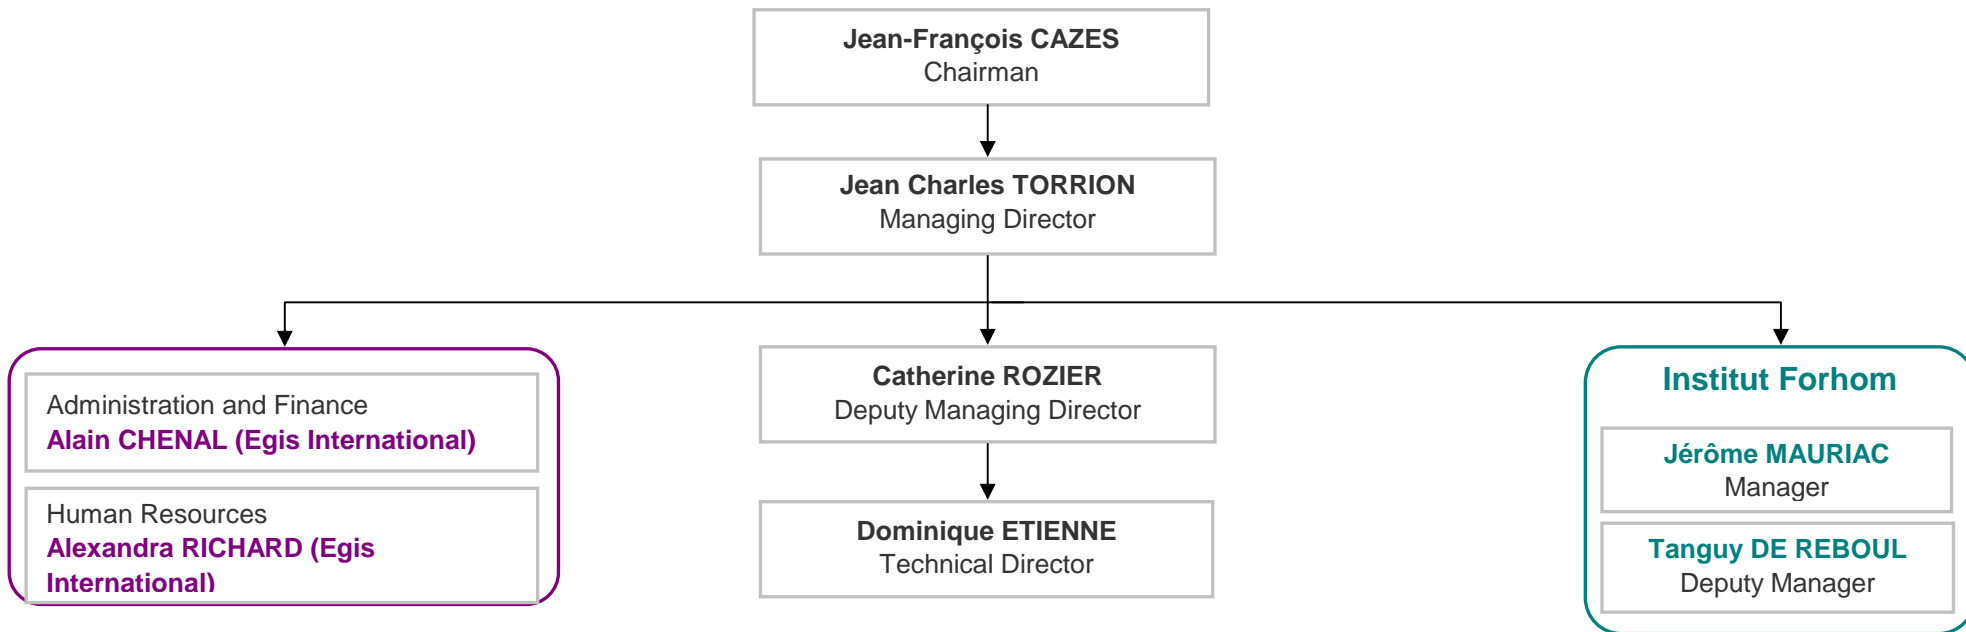 Jean-François CAZES
Chairman
Jean Charles TORRION
Managing Director
Administration and Finance
Alain CHENAL (Egis International)
Human Resources
Alexandra RICHARD (Egis
International)
Catherine ROZIER
Deputy Managing Director
Dominique ETIENNE
Technical Director
Institut Forhom
Jérôme MAURIAC
Manager
Tanguy DE REBOUL
Deputy Manager